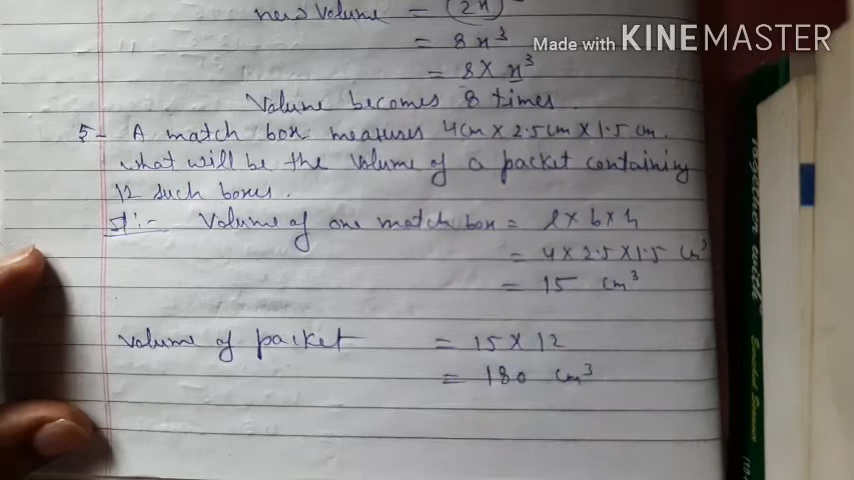 new volume = (2x)
= 8x³
Made with KINEMASTER
= 8 × x³
Volume becomes 8 times.
5- A match box measures 4cm × 2.5cm × 1.5 cm.
what will be the volume of a packet containing
12 such boxes.
Volume of one match box = l × b × h
= 4 × 2.5 × 1.5 cm³
= 15 cm³
Volume of packet = 15 × 12
= 180 cm³
Together with